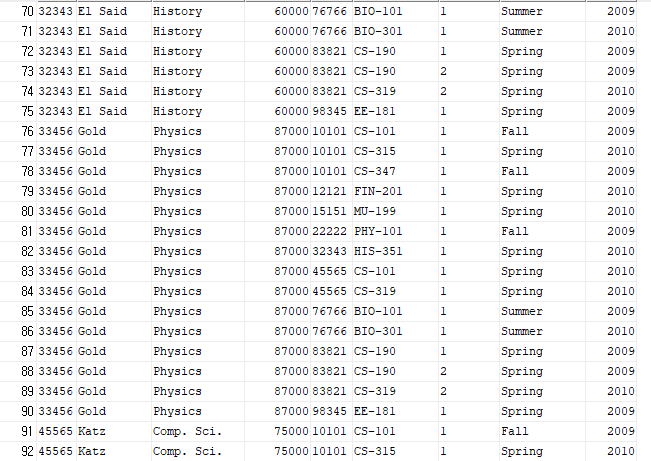 70 32343 El Said History 60000 76766 BIO-101 1 Summer 2009
71 32343 El Said History 60000 76766 BIO-301 1 Summer 2010
72 32343 El Said History 60000 83821 CS-190 1 Spring 2009
73 32343 El Said History 60000 83821 CS-190 2 Spring 2009
74 32343 El Said History 60000 83821 CS-319 2 Spring 2010
75 32343 El Said History 60000 98345 EE-181 1 Spring 2009
76 33456 Gold Physics 87000 10101 CS-101 1 Fall 2009
77 33456 Gold Physics 87000 10101 CS-315 1 Spring 2010
78 33456 Gold Physics 87000 10101 CS-347 1 Fall 2009
79 33456 Gold Physics 87000 12121 FIN-201 1 Spring 2010
80 33456 Gold Physics 87000 15151 MU-199 1 Spring 2010
81 33456 Gold Physics 87000 22222 PHY-101 1 Fall 2009
82 33456 Gold Physics 87000 32343 HIS-351 1 Spring 2010
83 33456 Gold Physics 87000 45565 CS-101 1 Spring 2010
84 33456 Gold Physics 87000 45565 CS-319 1 Spring 2010
85 33456 Gold Physics 87000 76766 BIO-101 1 Summer 2009
86 33456 Gold Physics 87000 76766 BIO-301 1 Summer 2010
87 33456 Gold Physics 87000 83821 CS-190 1 Spring 2009
88 33456 Gold Physics 87000 83821 CS-190 2 Spring 2009
89 33456 Gold Physics 87000 83821 CS-319 2 Spring 2010
90 33456 Gold Physics 87000 98345 EE-181 1 Spring 2009
91 45565 Katz Comp. Sci. 75000 10101 CS-101 1 Fall 2009
92 45565 Katz Comp. Sci. 75000 10101 CS-315 1 Spring 2010